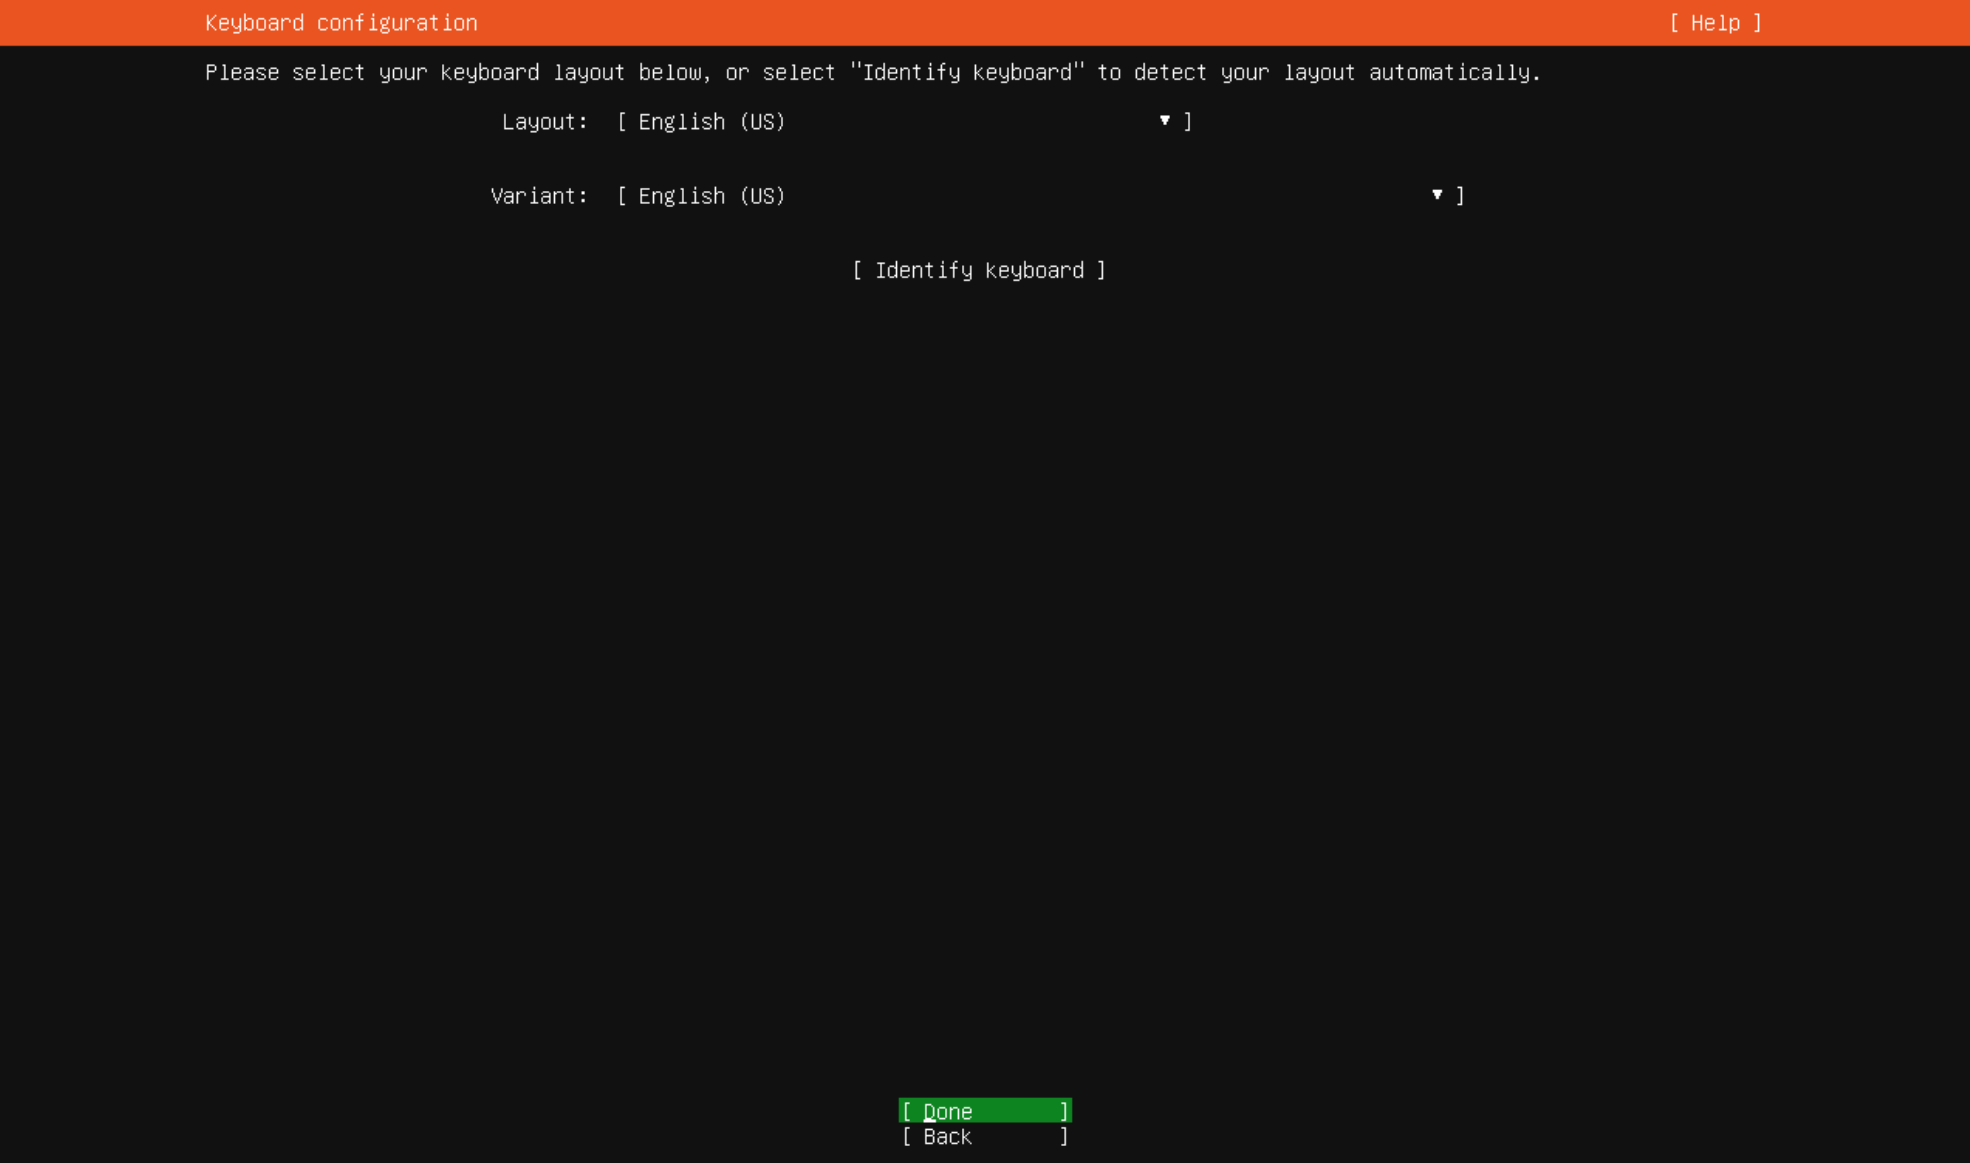 Keyboard configuration [ Help ]
Please select your keyboard layout below, or select "Identify keyboard" to detect your layout automatically.
Layout: [ English (US) ▾ ]
Variant: [ English (US) ▾ ]
[ Identify keyboard ]
[ Done ]
[ Back ]